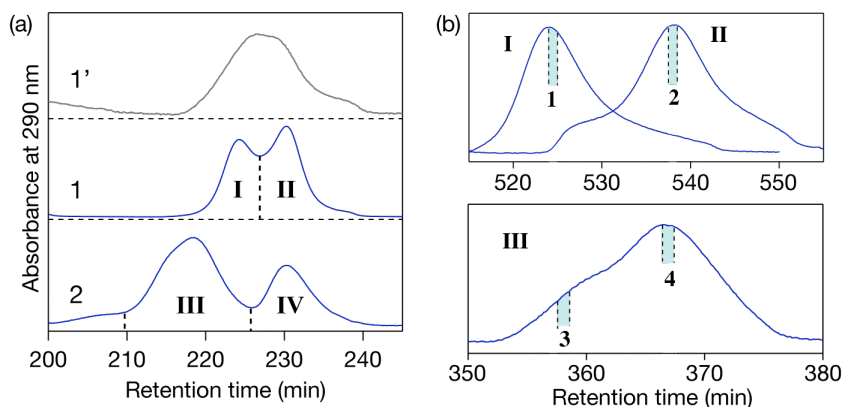 (a)
Absorbance at 290 nm
1’
1
I
II
2
III
IV
200
210
220
230
240
Retention time (min)
(b)
I
II
1
2
520
530
540
550
III
3
4
350
360
370
380
Retention time (min)